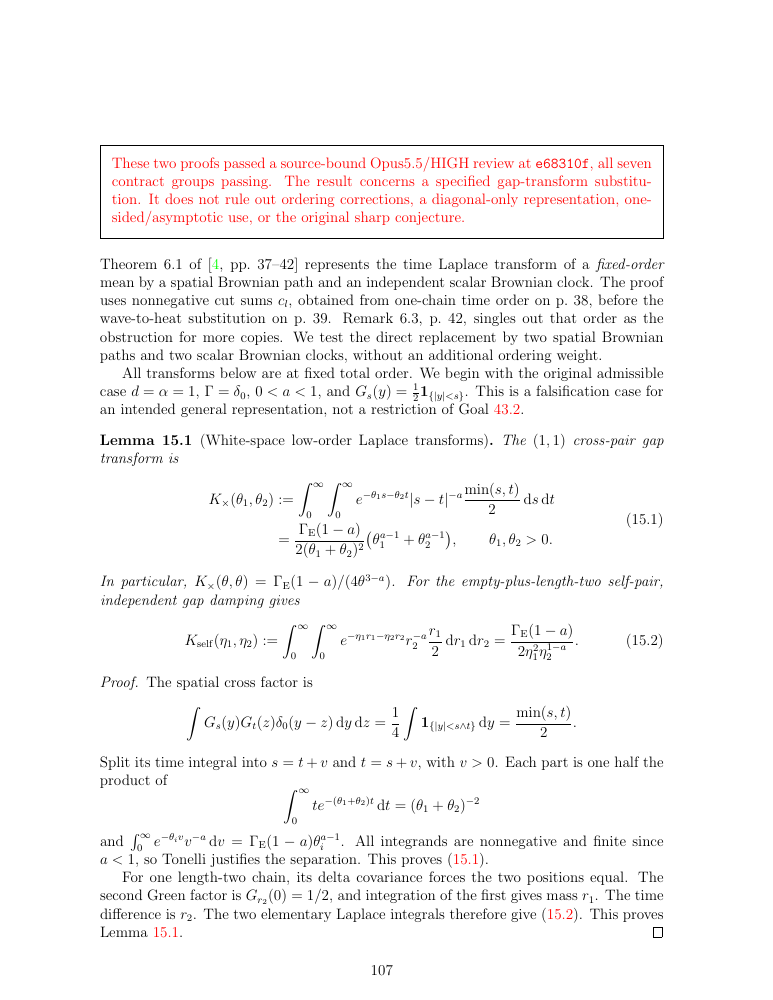 These two proofs passed a source-bound Opus5.5/HIGH review at e68310f, all seven
contract groups passing. The result concerns a specified gap-transform substitu-
tion. It does not rule out ordering corrections, a diagonal-only representation, one-
sided/asymptotic use, or the original sharp conjecture.
Theorem 6.1 of [4, pp. 37–42] represents the time Laplace transform of a fixed-order
mean by a spatial Brownian path and an independent scalar Brownian clock. The proof
uses nonnegative cut sums c_l, obtained from one-chain time order on p. 38, before the
wave-to-heat substitution on p. 39. Remark 6.3, p. 42, singles out that order as the
obstruction for more copies. We test the direct replacement by two spatial Brownian
paths and two scalar Brownian clocks, without an additional ordering weight.
All transforms below are at fixed total order. We begin with the original admissible
case d = α = 1, Γ = δ_0, 0 < a < 1, and G_s(y) = \frac{1}{2} 1_{\{|y|<s\}}. This is a falsification case for
an intended general representation, not a restriction of Goal 43.2.
Lemma 15.1 (White-space low-order Laplace transforms). The (1, 1) cross-pair gap
transform is
K_×(θ_1, θ_2) := ∫_0^∞ ∫_0^∞ e^{−θ_1 s−θ_2 t} |s − t|^{−a} \frac{min(s, t)}{2} ds dt
= \frac{Γ_E(1 − a)}{2(θ_1 + θ_2)^2} (θ_1^{a−1} + θ_2^{a−1}), θ_1, θ_2 > 0. (15.1)
In particular, K_×(θ, θ) = Γ_E(1 − a)/(4θ^{3−a}). For the empty-plus-length-two self-pair,
independent gap damping gives
K_self(η_1, η_2) := ∫_0^∞ ∫_0^∞ e^{−η_1 r_1−η_2 r_2} r_2^{−a} \frac{r_1}{2} dr_1 dr_2 = \frac{Γ_E(1 − a)}{2η_1^2 η_2^{1−a}}. (15.2)
Proof. The spatial cross factor is
∫ G_s(y)G_t(z)δ_0(y − z) dy dz = \frac{1}{4} ∫ 1_{\{|y|<s∧t\}} dy = \frac{min(s, t)}{2}.
Split its time integral into s = t + v and t = s + v, with v > 0. Each part is one half the
product of
∫_0^∞ te^{−(θ_1+θ_2)t} dt = (θ_1 + θ_2)^{−2}
and ∫_0^∞ e^{−θ_i v} v^{−a} dv = Γ_E(1 − a)θ_i^{a−1}. All integrands are nonnegative and finite since
a < 1, so Tonelli justifies the separation. This proves (15.1).
For one length-two chain, its delta covariance forces the two positions equal. The
second Green factor is G_{r_2}(0) = 1/2, and integration of the first gives mass r_1. The time
difference is r_2. The two elementary Laplace integrals therefore give (15.2). This proves
Lemma 15.1. □
107